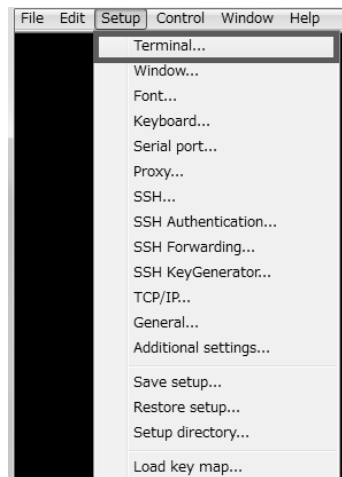 File Edit Setup Control Window Help
Terminal...
Window...
Font...
Keyboard...
Serial port...
Proxy...
SSH...
SSH Authentication...
SSH Forwarding...
SSH KeyGenerator...
TCP/IP...
General...
Additional settings...
Save setup...
Restore setup...
Setup directory...
Load key map...